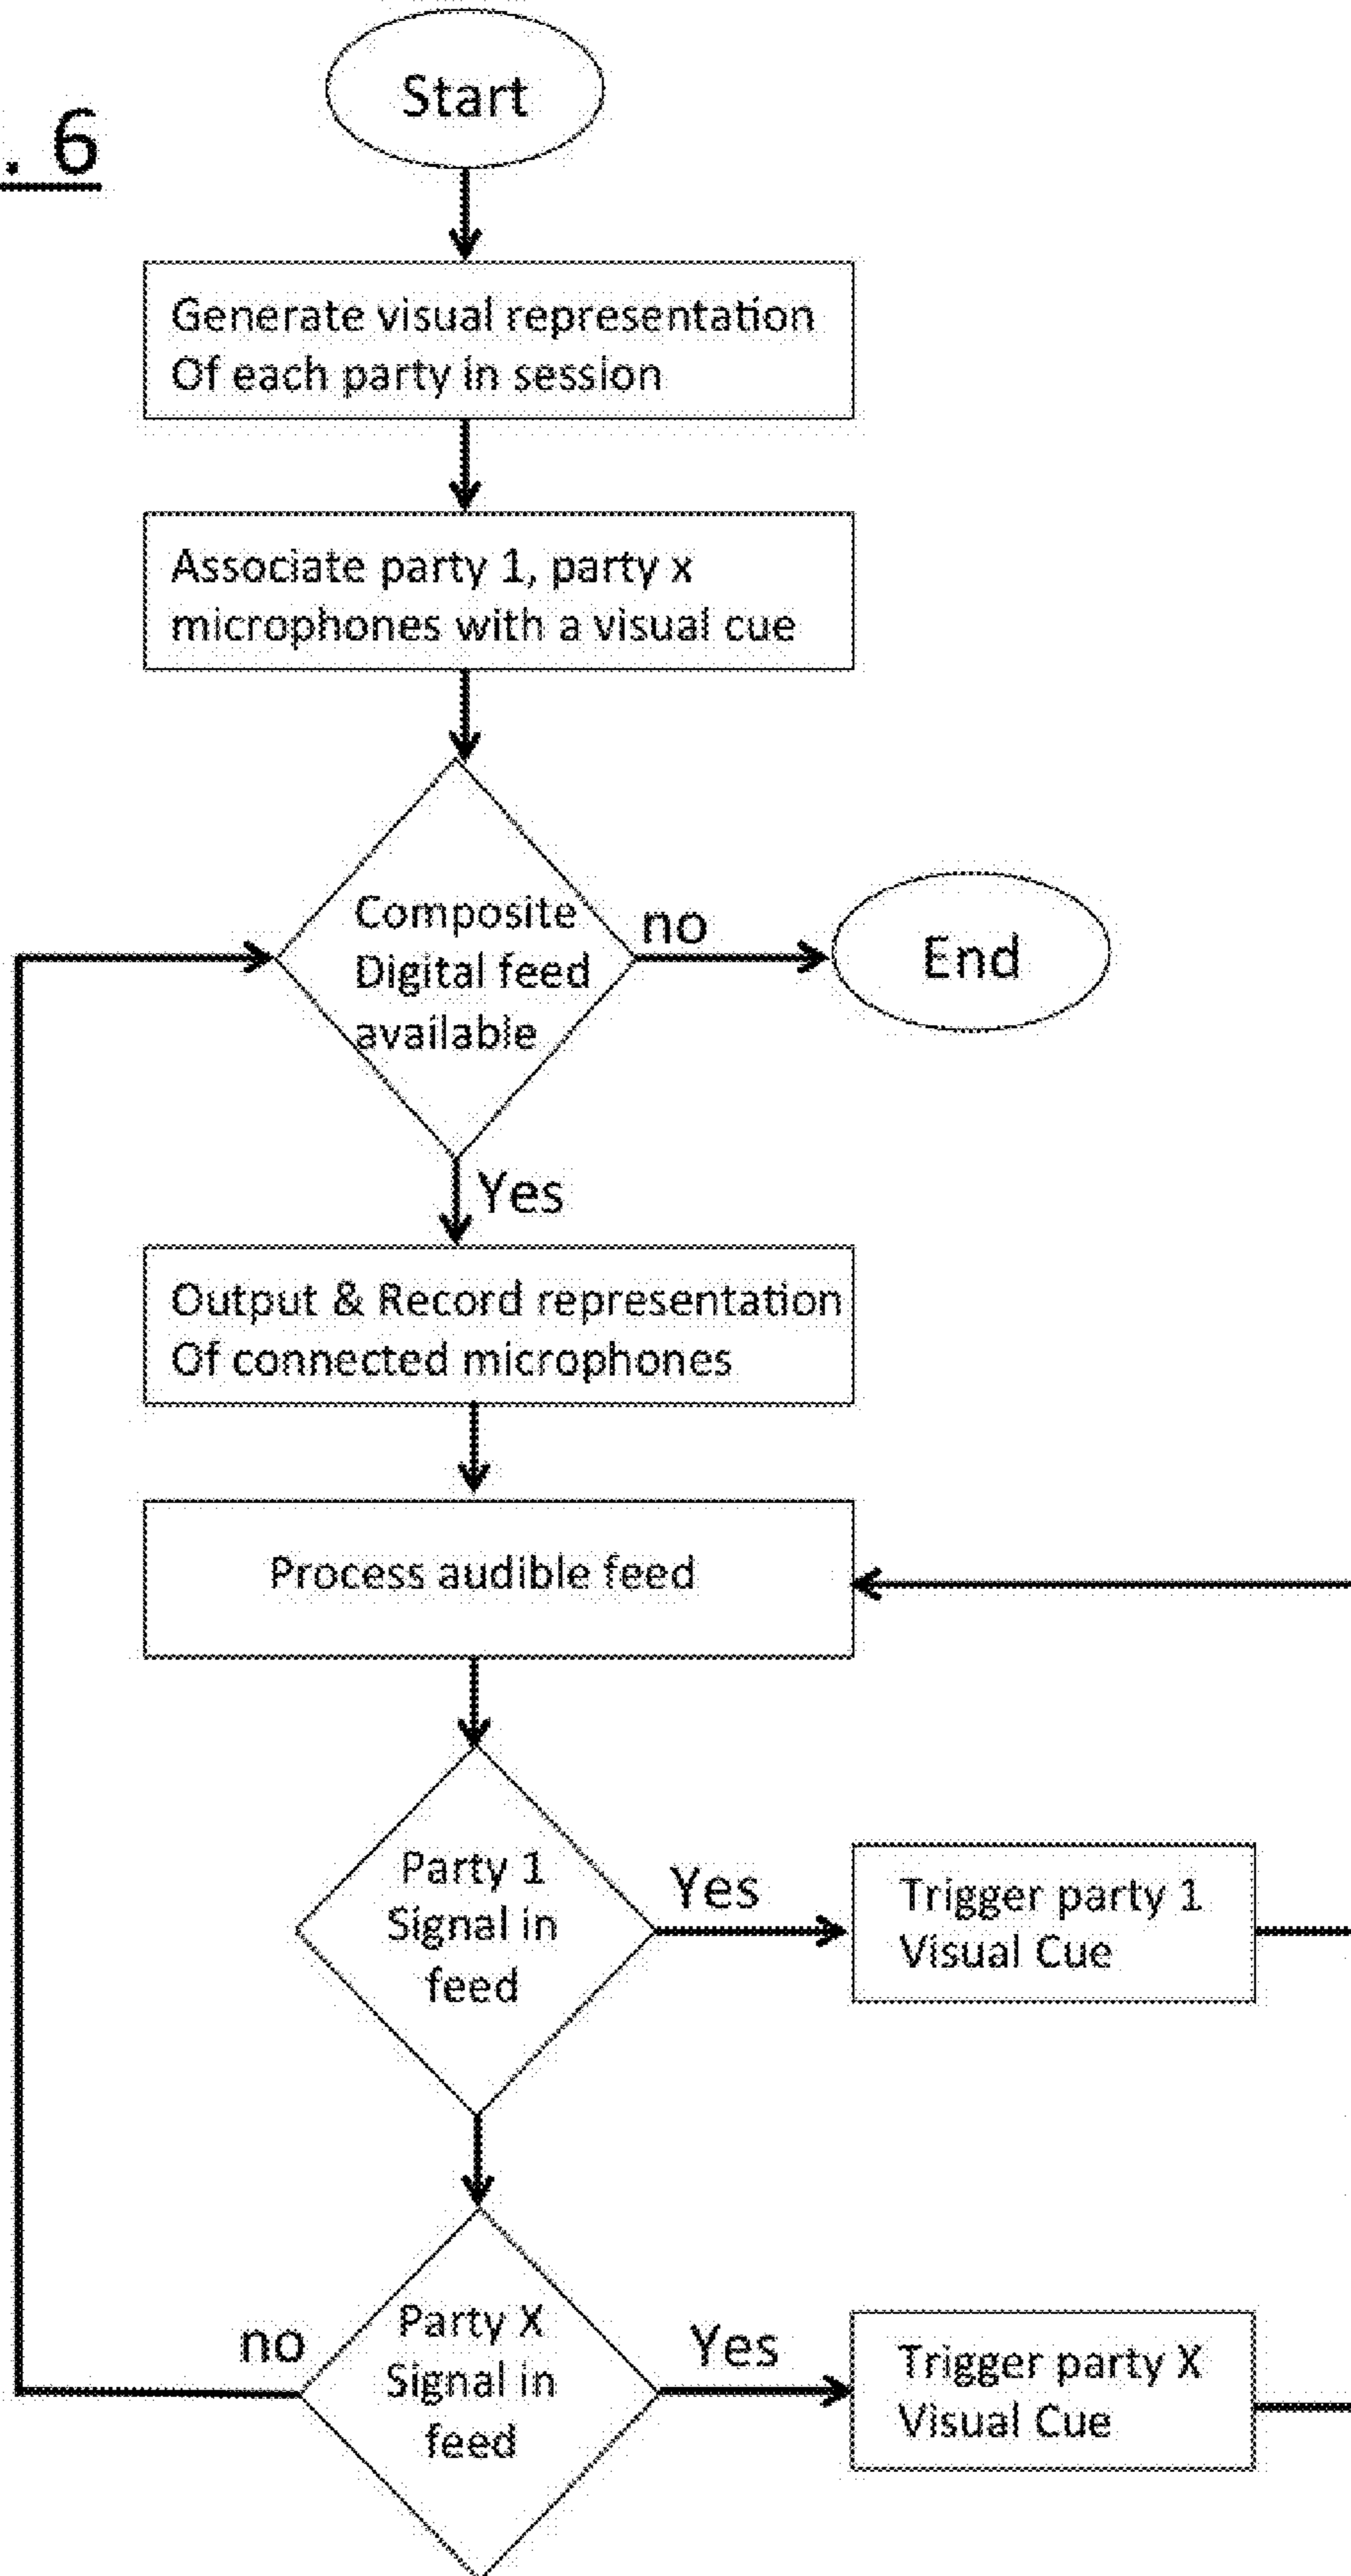 . 6
Start
Generate visual representation
Of each party in session
Associate party 1, party x
microphones with a visual cue
Composite
Digital feed
available
no
End
Yes
Output & Record representation
Of connected microphones
Process audible feed
Party 1
Signal in
feed
Yes
Trigger party 1
Visual Cue
no
Party X
Signal in
feed
Yes
Trigger party X
Visual Cue